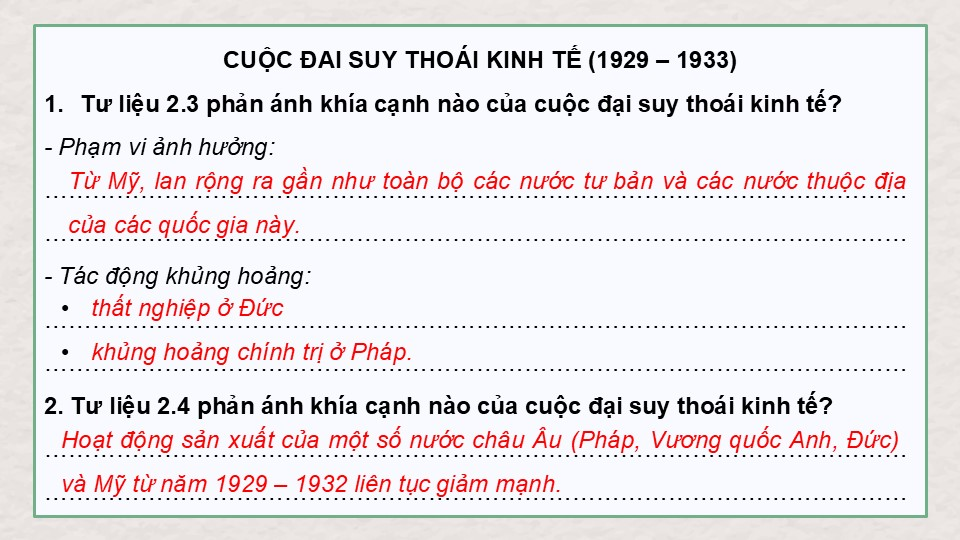 CUỘC ĐAI SUY THOÁI KINH TẾ (1929 – 1933)
1. Tư liệu 2.3 phản ánh khía cạnh nào của cuộc đại suy thoái kinh tế?
- Phạm vi ảnh hưởng:
Từ Mỹ, lan rộng ra gần như toàn bộ các nước tư bản và các nước thuộc địa
của các quốc gia này.
- Tác động khủng hoảng:
• thất nghiệp ở Đức
• khủng hoảng chính trị ở Pháp.
2. Tư liệu 2.4 phản ánh khía cạnh nào của cuộc đại suy thoái kinh tế?
Hoạt động sản xuất của một số nước châu Âu (Pháp, Vương quốc Anh, Đức)
và Mỹ từ năm 1929 – 1932 liên tục giảm mạnh.